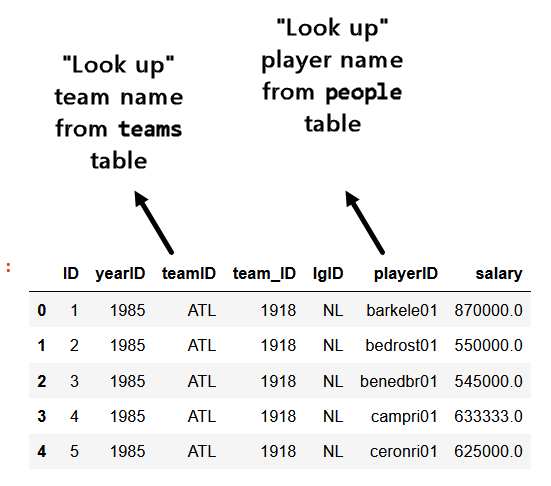 "Look up"
team name
from teams
table
"Look up"
player name
from people
table
:
ID yearID teamID team_ID lgID playerID salary
0 1 1985 ATL 1918 NL barkele01 870000.0
1 2 1985 ATL 1918 NL bedrost01 550000.0
2 3 1985 ATL 1918 NL benedbr01 545000.0
3 4 1985 ATL 1918 NL campri01 633333.0
4 5 1985 ATL 1918 NL ceronri01 625000.0